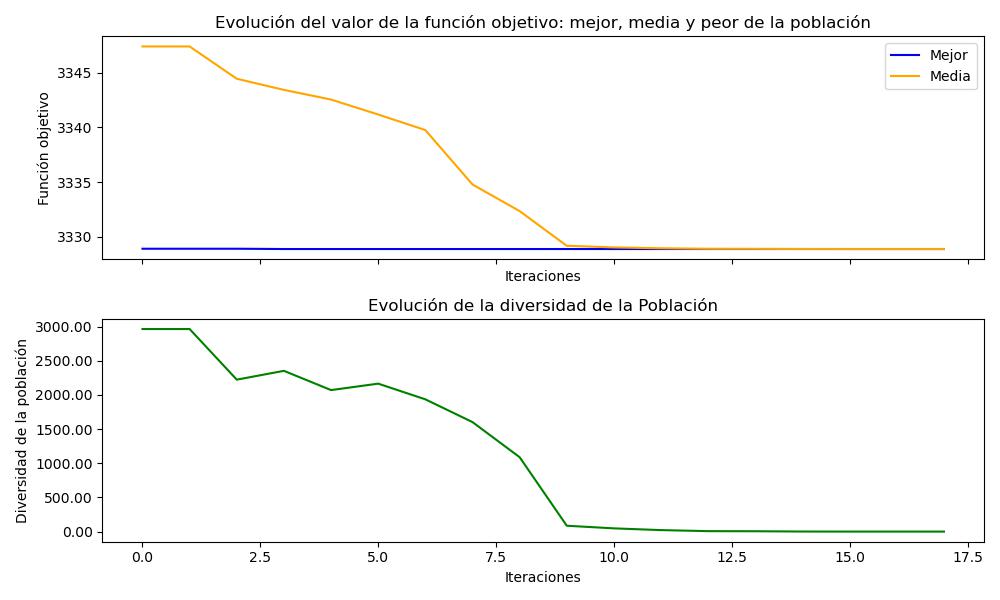 Evolución del valor de la función objetivo: mejor, media y peor de la población
Función objetivo
3345
3340
3335
3330
Mejor
Media
Iteraciones
Evolución de la diversidad de la Población
Diversidad de la población
3000.00
2500.00
2000.00
1500.00
1000.00
500.00
0.00
0.0 2.5 5.0 7.5 10.0 12.5 15.0 17.5
Iteraciones